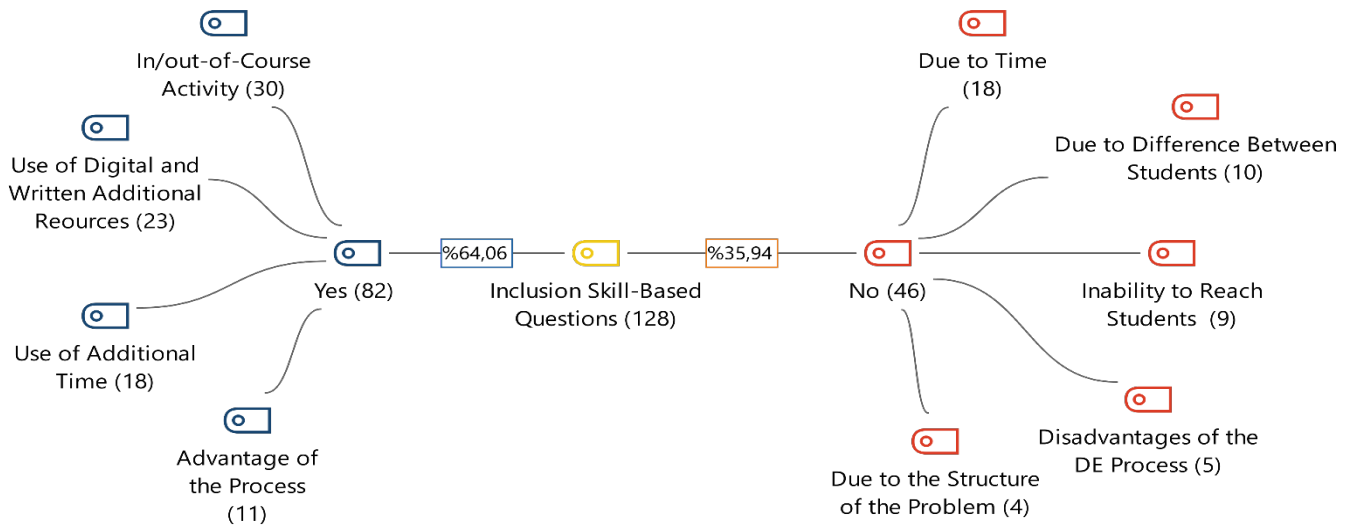 In/out-of-Course
Activity (30)
Use of Digital and
Written Additional
Reources (23)
Use of Additional
Time (18)
Advantage of
the Process
(11)
Yes (82)
%64,06
Inclusion Skill-Based
Questions (128)
%35,94
No (46)
Due to Time
(18)
Due to Difference Between
Students (10)
Inability to Reach
Students (9)
Disadvantages of the
DE Process (5)
Due to the Structure
of the Problem (4)